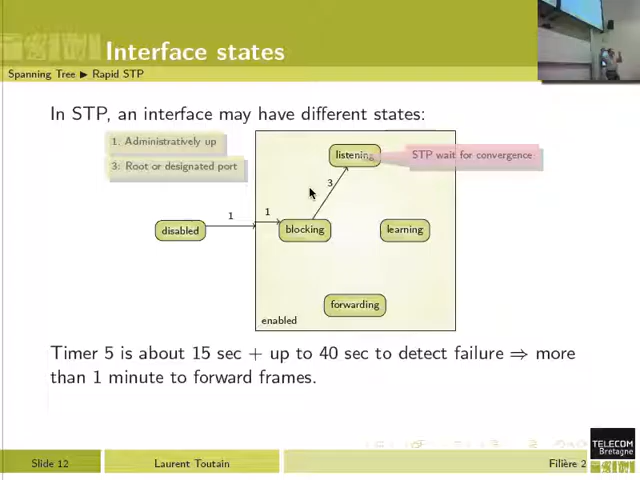 Interface states
Spanning Tree ▶ Rapid STP
In STP, an interface may have different states:
1: Administratively up
3: Root or designated port
listening
STP wait for convergence
3
1
1
disabled
blocking
learning
forwarding
enabled
Timer 5 is about 15 sec + up to 40 sec to detect failure ⇒ more
than 1 minute to forward frames.
TELECOM
Bretagne
Slide 12
Laurent Toutain
Filière 2